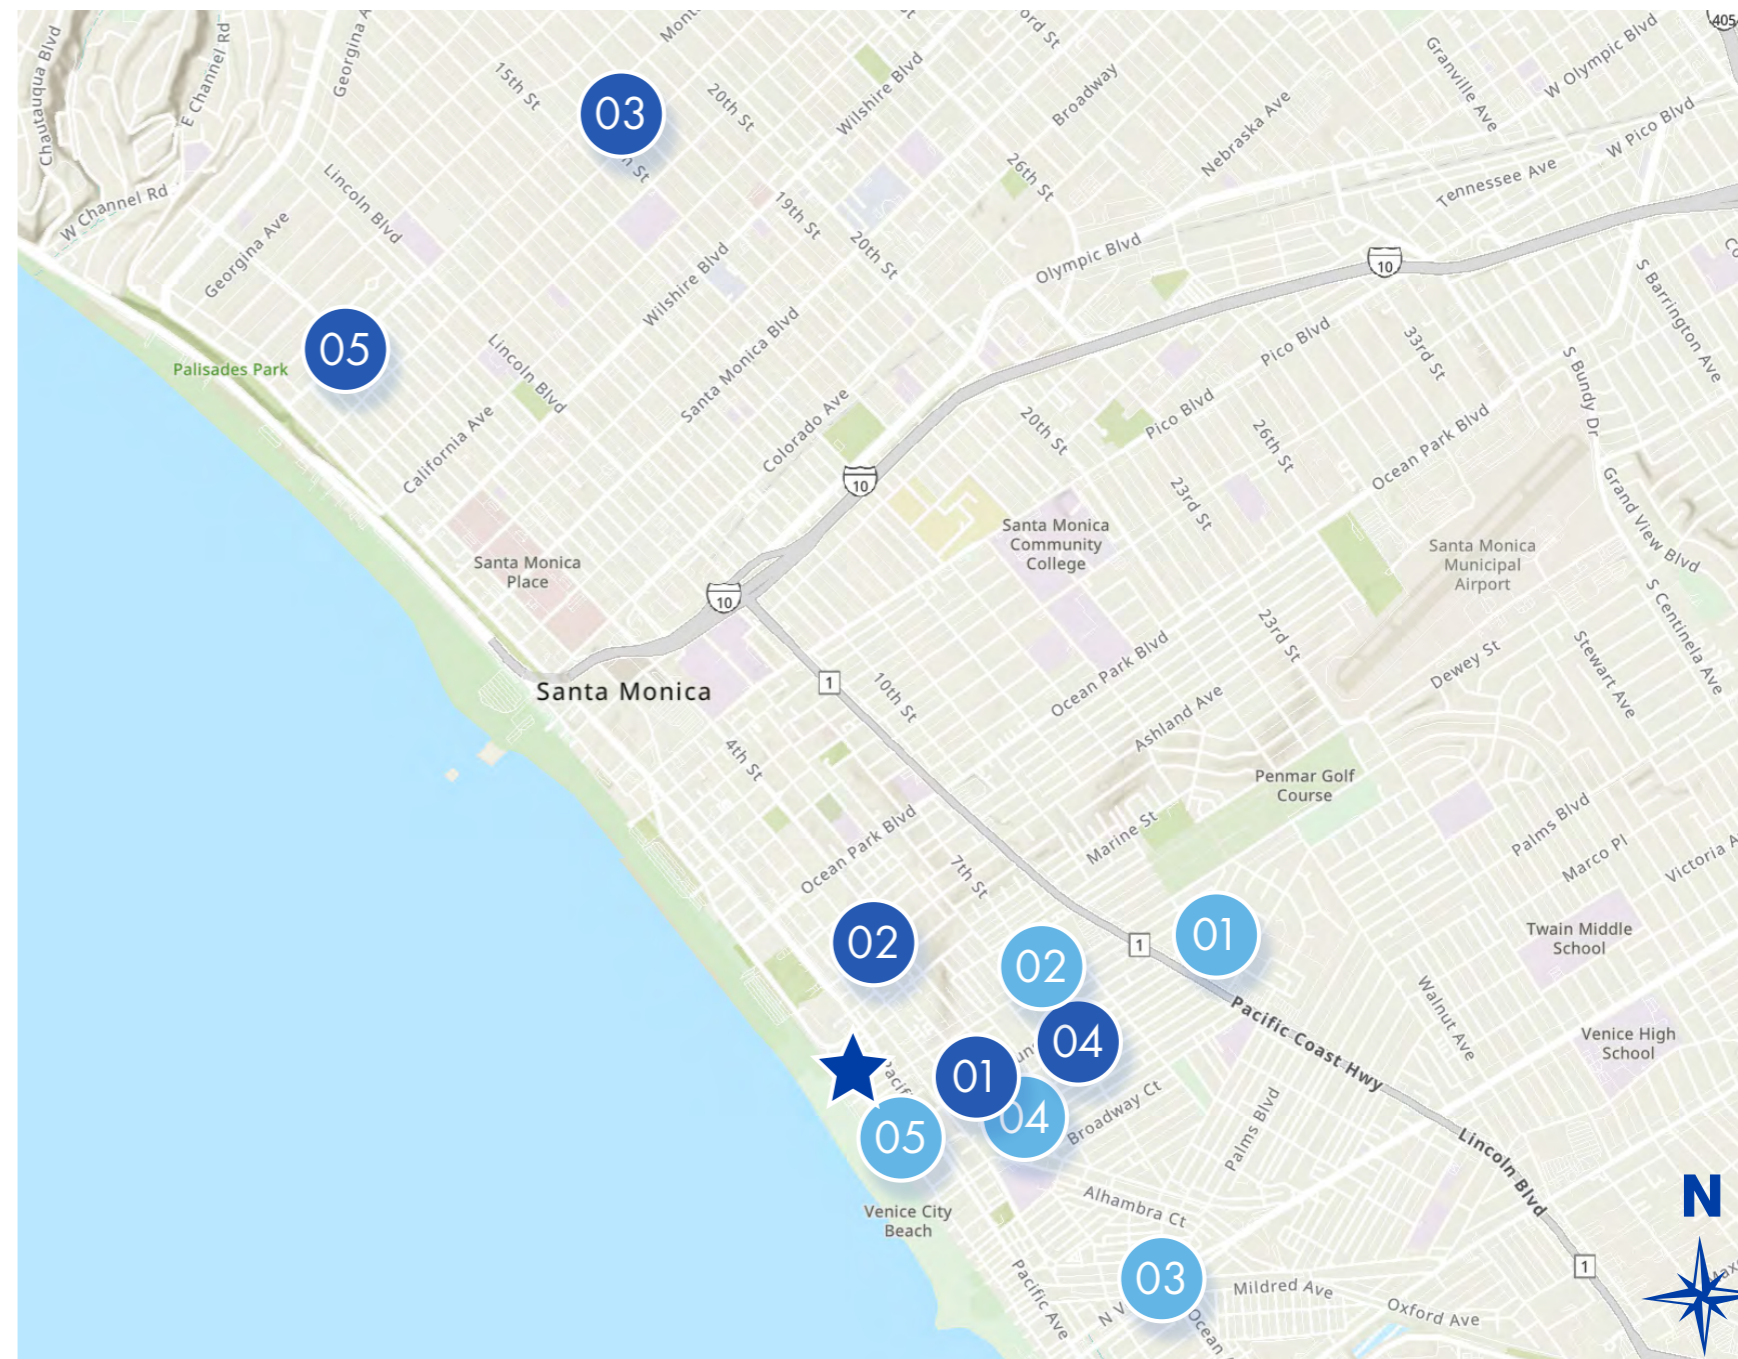 Chautauqua Blvd
E Channel Rd
Georgina A
Mont
ord St
405
W Olympic Blvd
Granville Ave
15th St
03
20th St
Wilshire Blvd
Broadway
Nebraska Ave
W Pico Blvd
Tennessee Ave
W Channel Rd
Lincoln Blvd
Georgina Ave
19th St
20th St
26th St
Olympic Blvd
10
S Barrington Ave
Wilshire Blvd
Palisades Park
05
Lincoln Blvd
Santa Monica Blvd
Pico Blvd
33rd St
S Bundy Dr
California Ave
Colorado Ave
20th St
Pico Blvd
26th St
Ocean Park Blvd
10
23rd St
Grand View Blvd
Santa Monica
Community
College
Santa Monica
Municipal
Airport
Santa Monica
Place
10
S Centinela Ave
23rd St
Dewey St
Stewart Ave
Santa Monica
1
10th St
Ocean Park Blvd
Ashland Ave
4th St
Penmar Golf
Course
Ocean Park Blvd
7th St
Marine St
Palms Blvd
Marco Pl
Victoria A
02
02
1
01
Twain Middle
School
Pacific Coast Hwy
Walnut Ave
Venice High
School
Pacifi
01
04
04
05
Broadway Ct
Palms Blvd
Lincoln Blvd
Venice City
Beach
Alhambra Ct
N
Pacific Ave
N V
03
Ocean
Mildred Ave
Oxford Ave
1